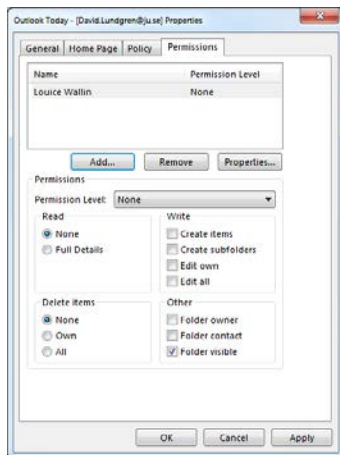 Outlook Today - [David.Lundgren@ju.se] Properties
General Home Page Policy Permissions
Name Permission Level
Louice Wallin None
Add... Remove Properties...
Permissions
Permission Level: None
Read
None
Full Details
Write
Create items
Create subfolders
Edit own
Edit all
Delete items
None
Own
All
Other
Folder owner
Folder contact
Folder visible
OK Cancel Apply